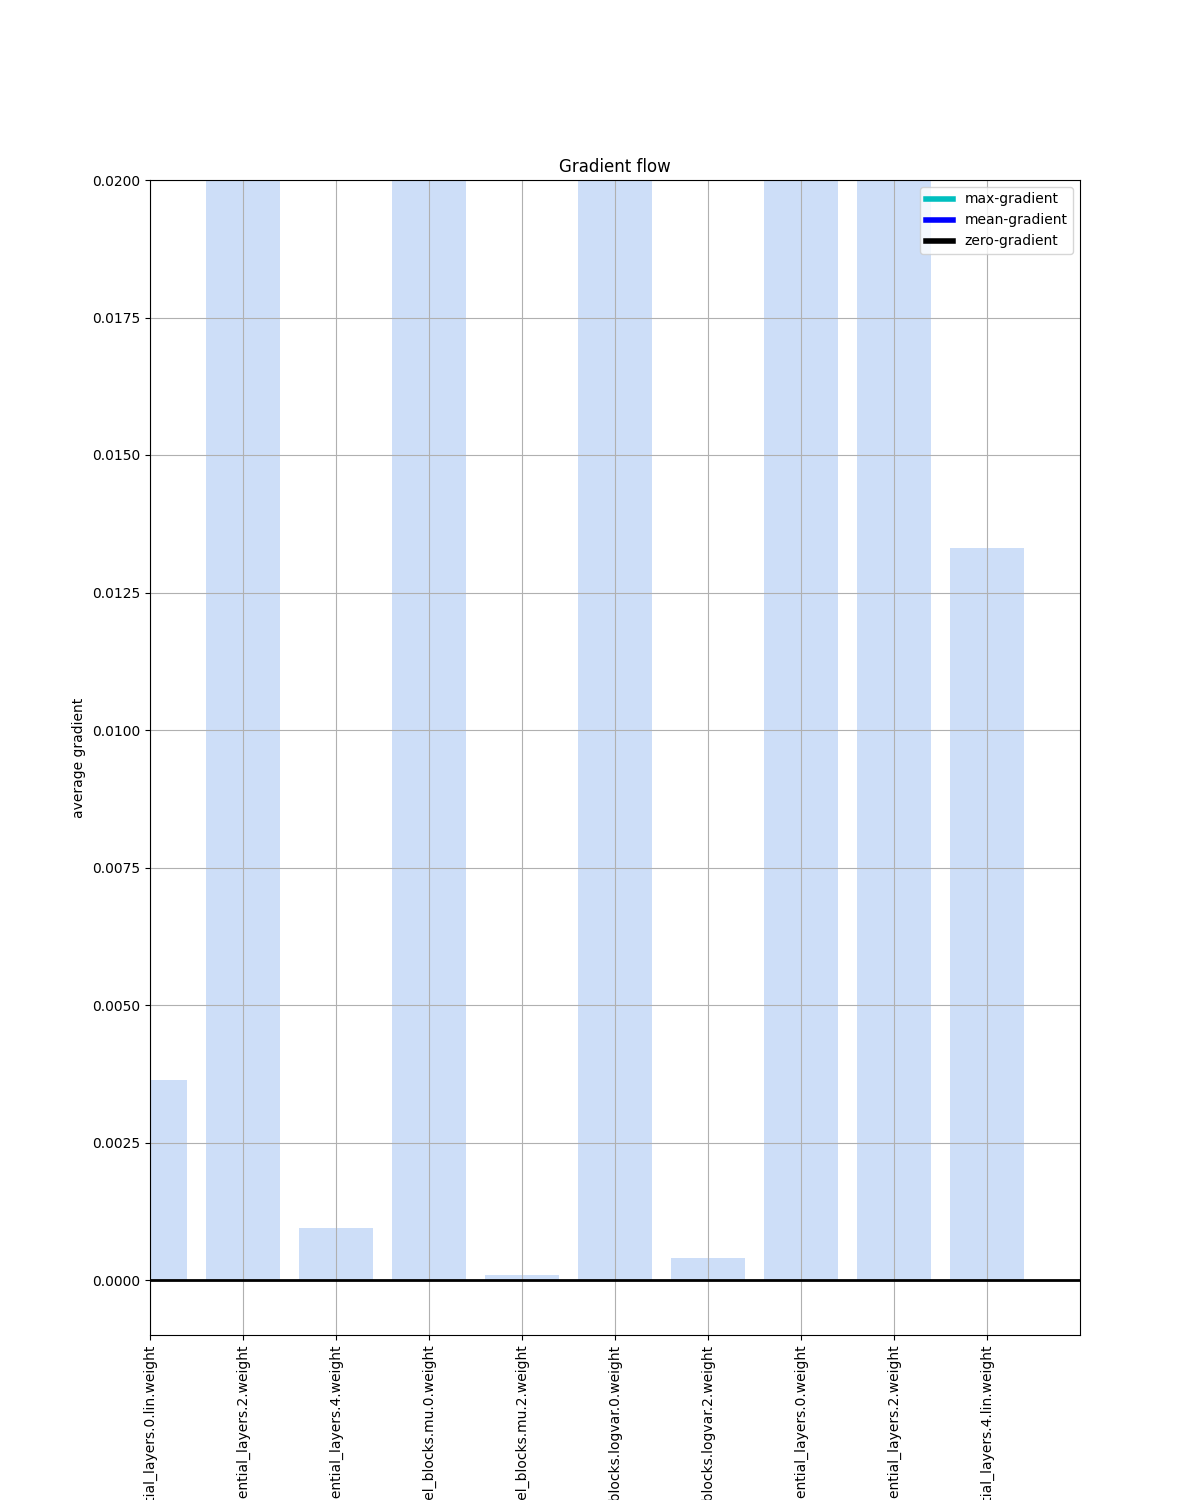 Gradient flow
max-gradient
mean-gradient
zero-gradient
0.0200
0.0175
0.0150
0.0125
0.0100
0.0075
0.0050
0.0025
0.0000
average gradient
tial_layers.0.lin.weight
ential_layers.2.weight
ential_layers.4.weight
el_blocks.mu.0.weight
el_blocks.mu.2.weight
blocks.logvar.0.weight
blocks.logvar.2.weight
ential_layers.0.weight
ential_layers.2.weight
tial_layers.4.lin.weight